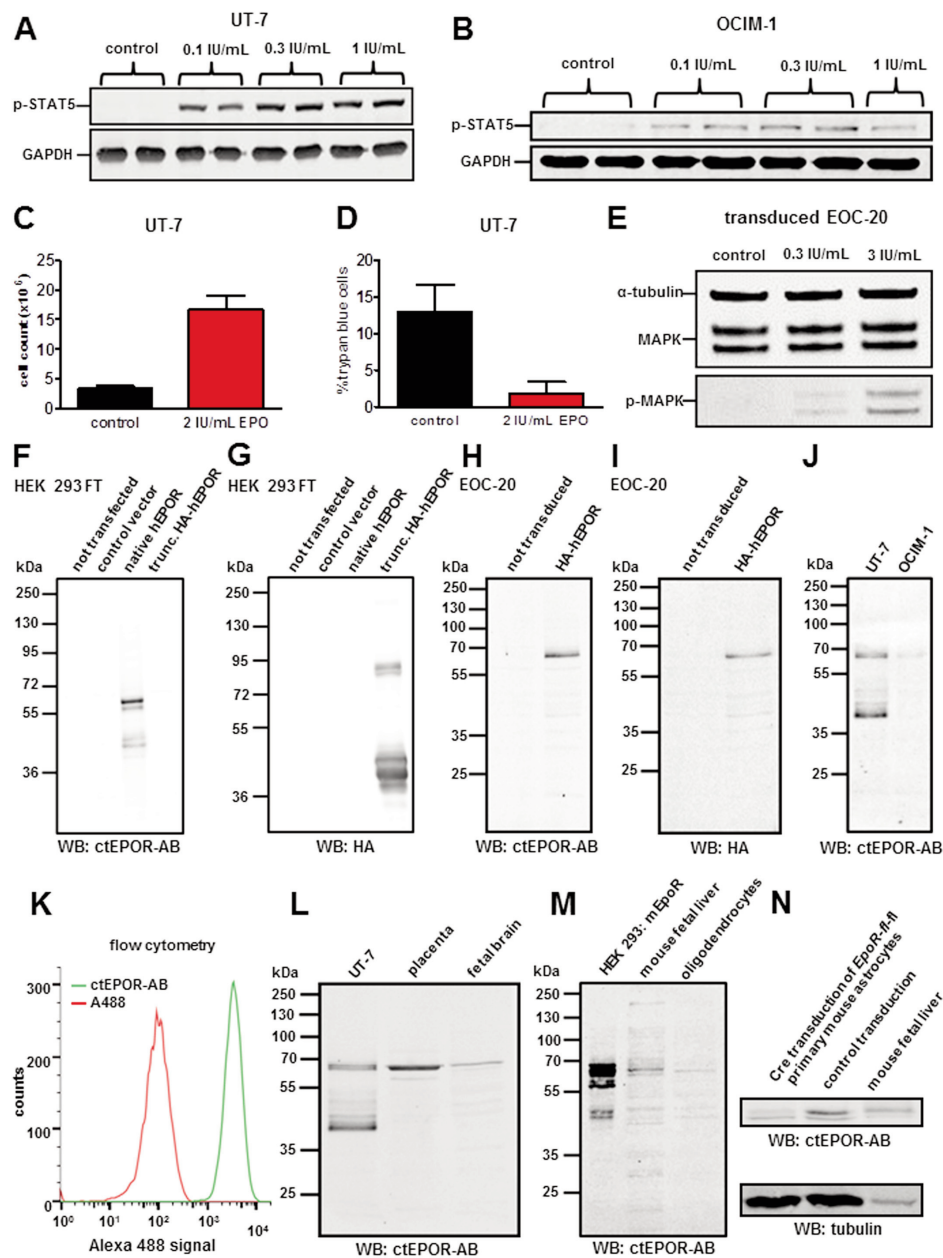 A
UT-7
control
0.1 IU/mL
0.3 IU/mL
1 IU/mL
p-STAT5
GAPDH
B
OCIM-1
control
0.1 IU/mL
0.3 IU/mL
1 IU/mL
p-STAT5
GAPDH
C
UT-7
cell count (x10⁶)
25
20
15
10
5
0
control
2 IU/mL EPO
D
UT-7
%trypan blue cells
20
15
10
5
0
control
2 IU/mL EPO
E
transduced EOC-20
control
0.3 IU/mL
3 IU/mL
α-tubulin
MAPK
p-MAPK
F
HEK 293 FT
not transfected
control vector
native hEPOR
trunc. HA-hEPOR
kDa
250
130
95
72
55
36
WB: ctEPOR-AB
G
HEK 293 FT
not transfected
control vector
native hEPOR
trunc. HA-hEPOR
kDa
250
130
95
72
55
36
WB: HA
H
EOC-20
not transduced
HA-hEPOR
kDa
250
130
100
70
55
35
25
WB: ctEPOR-AB
I
EOC-20
not transduced
HA-hEPOR
kDa
250
130
100
70
55
35
25
WB: HA
J
UT-7
OCIM-1
kDa
250
130
100
70
55
35
25
WB: ctEPOR-AB
K
flow cytometry
ctEPOR-AB
A488
counts
300
200
100
0
10⁰
10¹
10²
10³
10⁴
Alexa 488 signal
L
UT-7
placenta
fetal brain
kDa
250
130
100
70
55
35
25
WB: ctEPOR-AB
M
HEK 293: mEpoR
mouse fetal liver
oligodendrocytes
kDa
250
130
100
70
55
35
25
WB: ctEPOR-AB
N
Cre transduction of EpoR-fl-fl
primary mouse astrocytes
control transduction
mouse fetal liver
WB: ctEPOR-AB
WB: tubulin